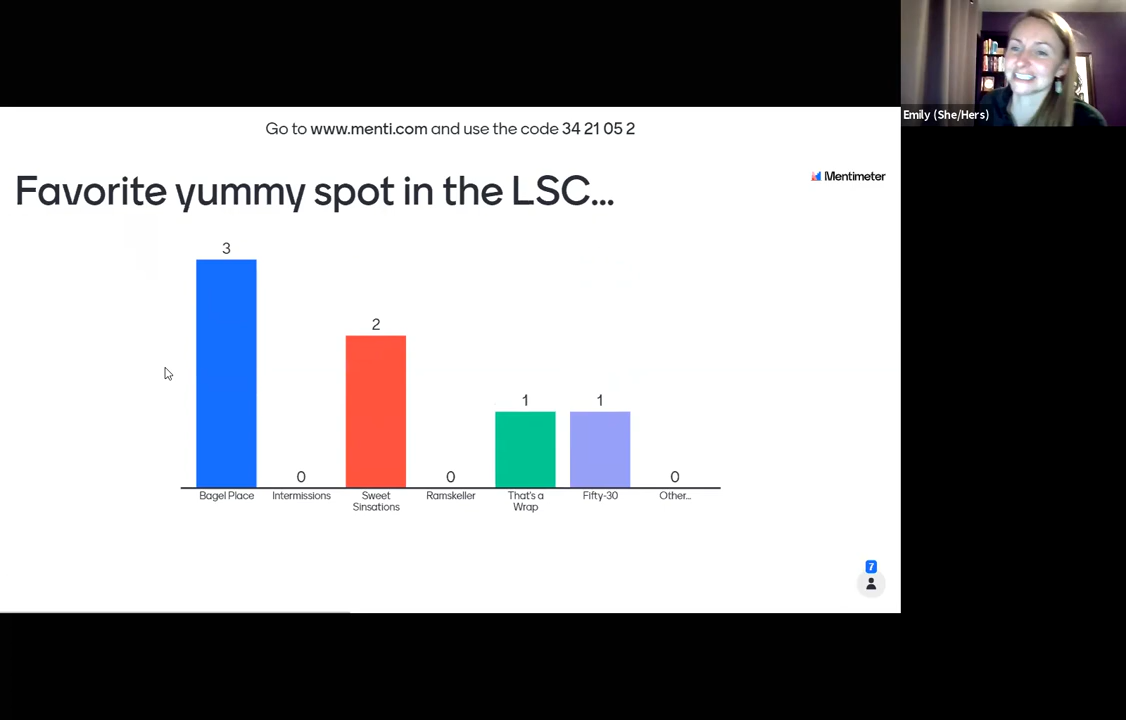 Emily (She/Hers)
Go to www.menti.com and use the code 34 21 05 2
Favorite yummy spot in the LSC...
Mentimeter
3
2
1
1
0
0
0
Bagel Place
Intermissions
Sweet
Sinsations
Ramskeller
That's a
Wrap
Fifty-30
Other...
7